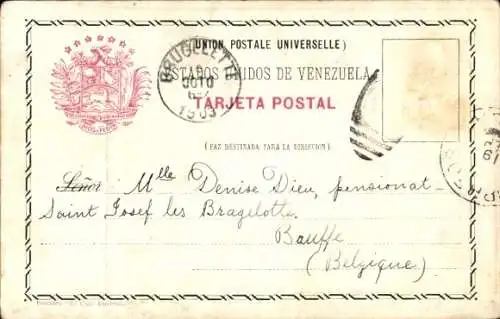 (UNION POSTALE UNIVERSELLE)
ESTADOS UNIDOS DE VENEZUELA
TARJETA POSTAL
BRUGELETTE
1903
(FAZ DESTINADA PARA LA DIRECCION)
Señor Mlle Denise Dieu, pensionat
Saint Josef les Bragelotte
Bauffe
(Belgique)